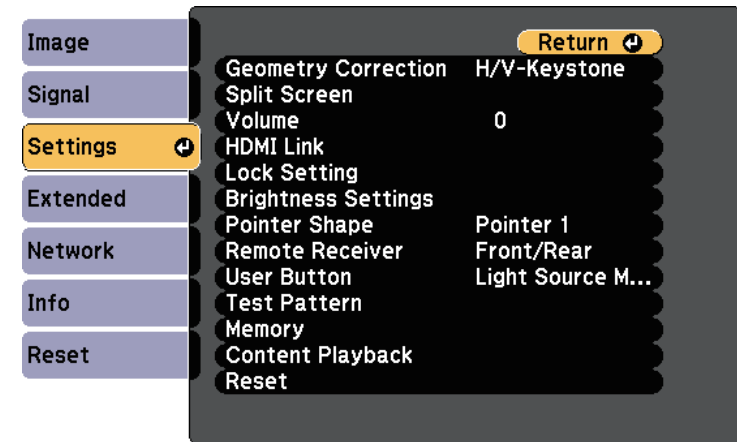 Image
Signal
Settings
Extended
Network
Info
Reset
Return
Geometry Correction H/V-Keystone
Split Screen
Volume 0
HDMI Link
Lock Setting
Brightness Settings
Pointer Shape Pointer 1
Remote Receiver Front/Rear
User Button Light Source M...
Test Pattern
Memory
Content Playback
Reset